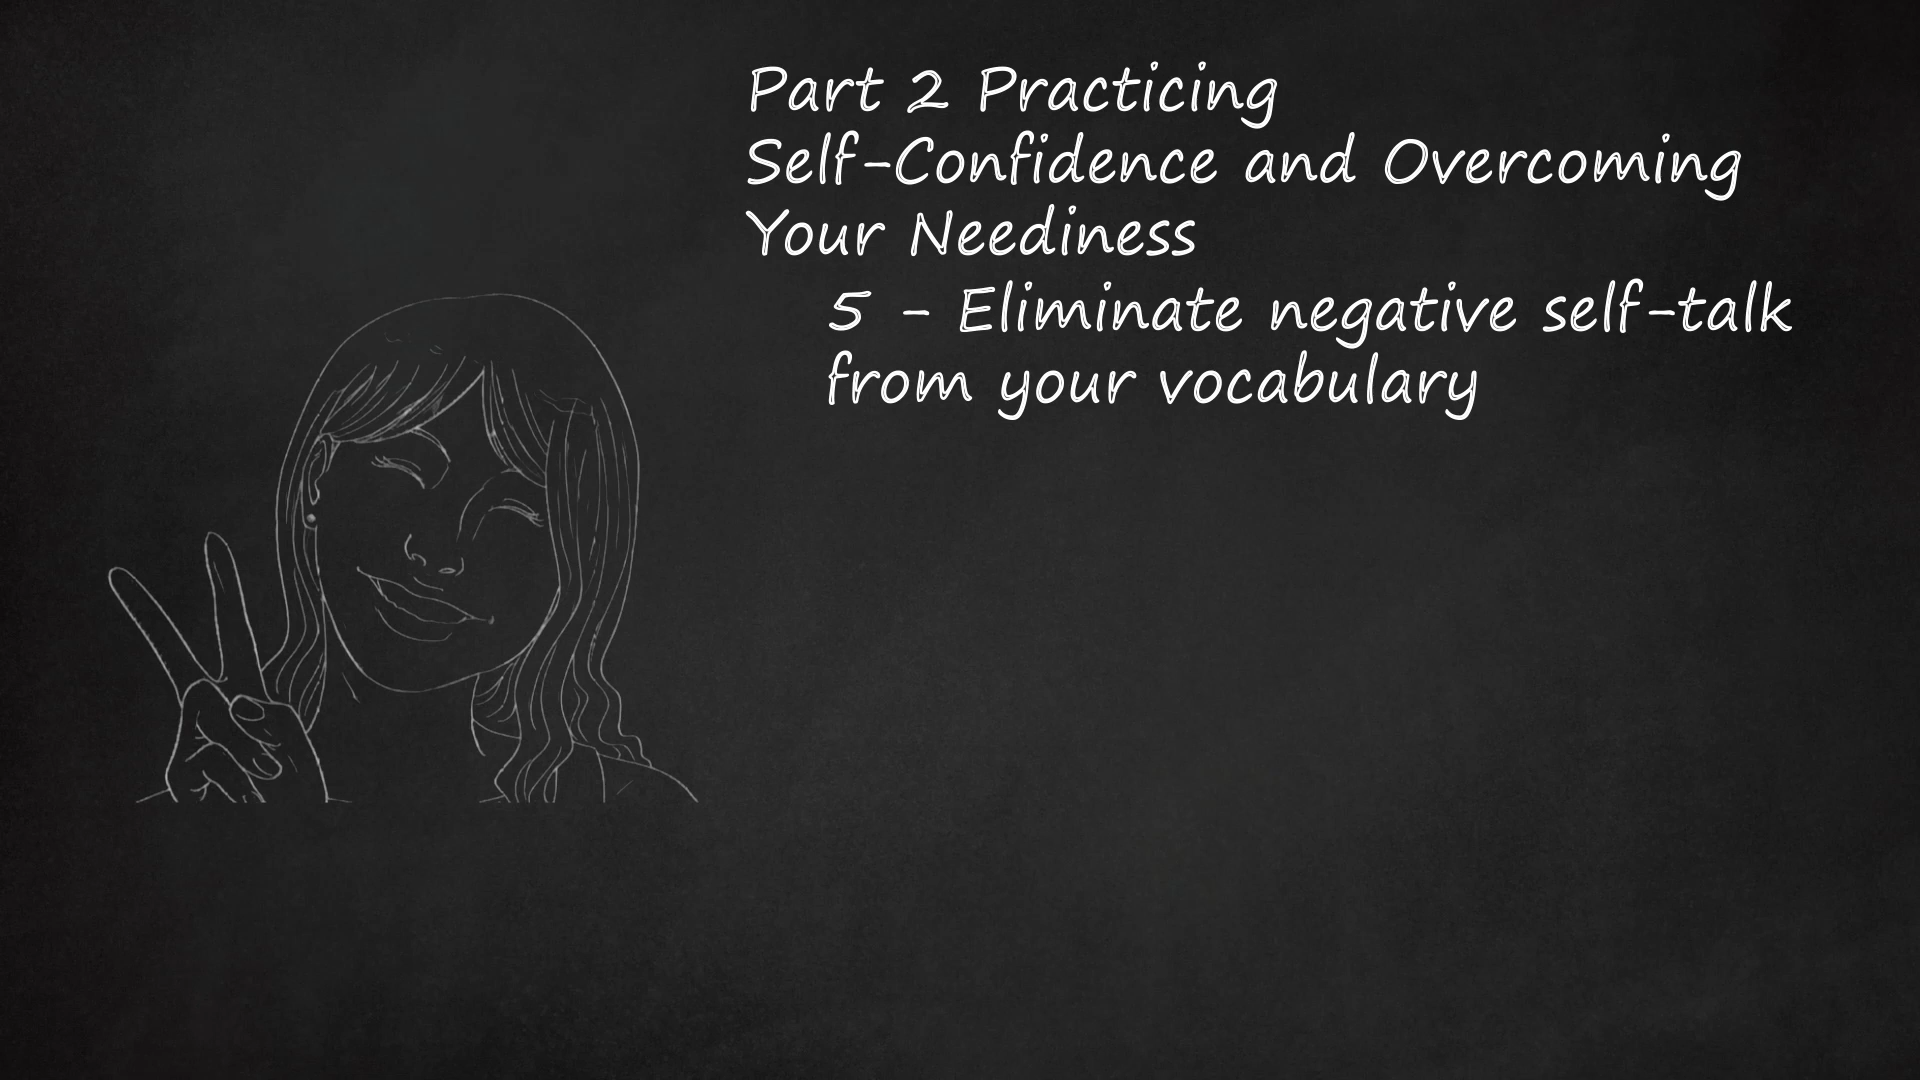 Part 2 Practicing
Self-Confidence and Overcoming
Your Neediness
5 - Eliminate negative self-talk
from your vocabulary